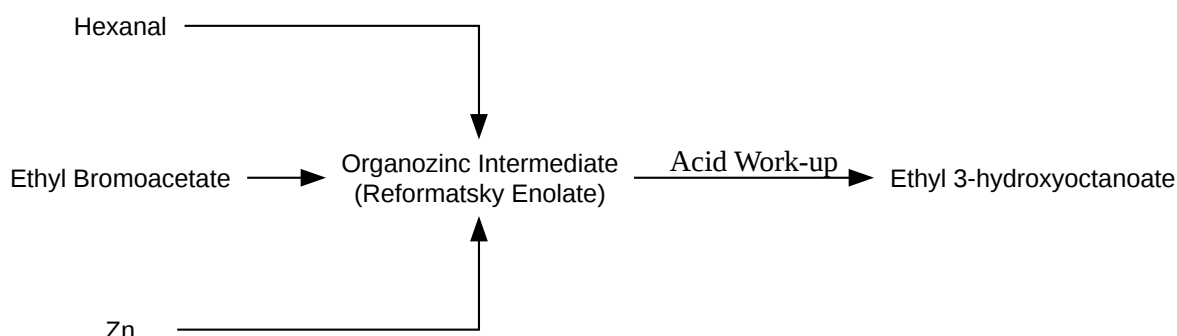 Hexanal
Ethyl Bromoacetate
Organozinc Intermediate
(Reformatsky Enolate)
Acid Work-up
Ethyl 3-hydroxyoctanoate
Zn